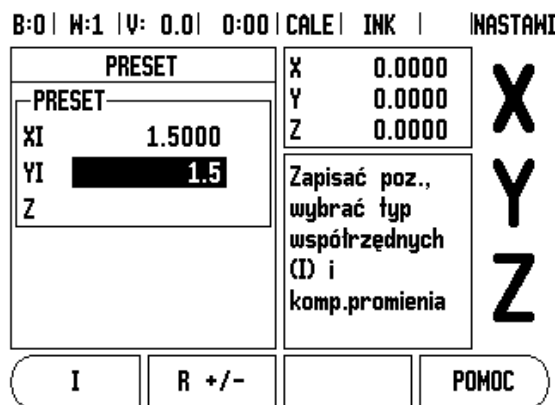 B:0 | W:1 | V: 0.0 | 0:00 | CALE | INK | NASTAWI
PRESET
PRESET
XI 1.5000
YI 1.5
Z
X 0.0000
Y 0.0000
Z 0.0000
Zapisać poz.,
wybrać typ
współrzędnych
(I) i
komp.promienia
X
Y
Z
I
R +/-
POMOC